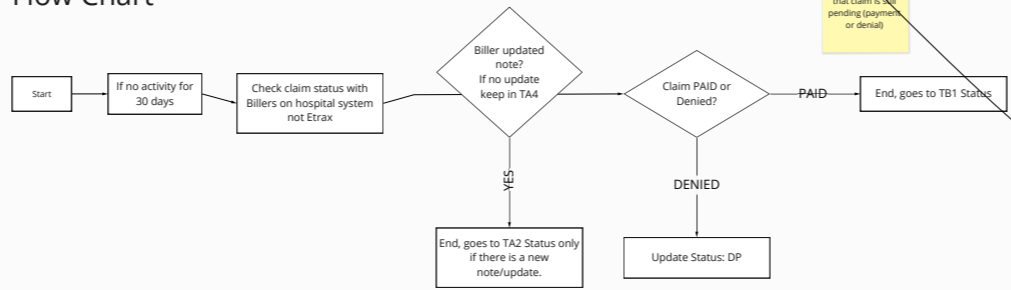 Flow Chart
that claim is still
pending (payment
or denial)
Start
If no activity for
30 days
Check claim status with
Billers on hospital system
not Etrax
Biller updated
note?
If no update
keep in TA4
Claim PAID or
Denied?
PAID
End, goes to TB1 Status
YES
DENIED
End, goes to TA2 Status only
if there is a new
note/update.
Update Status: DP